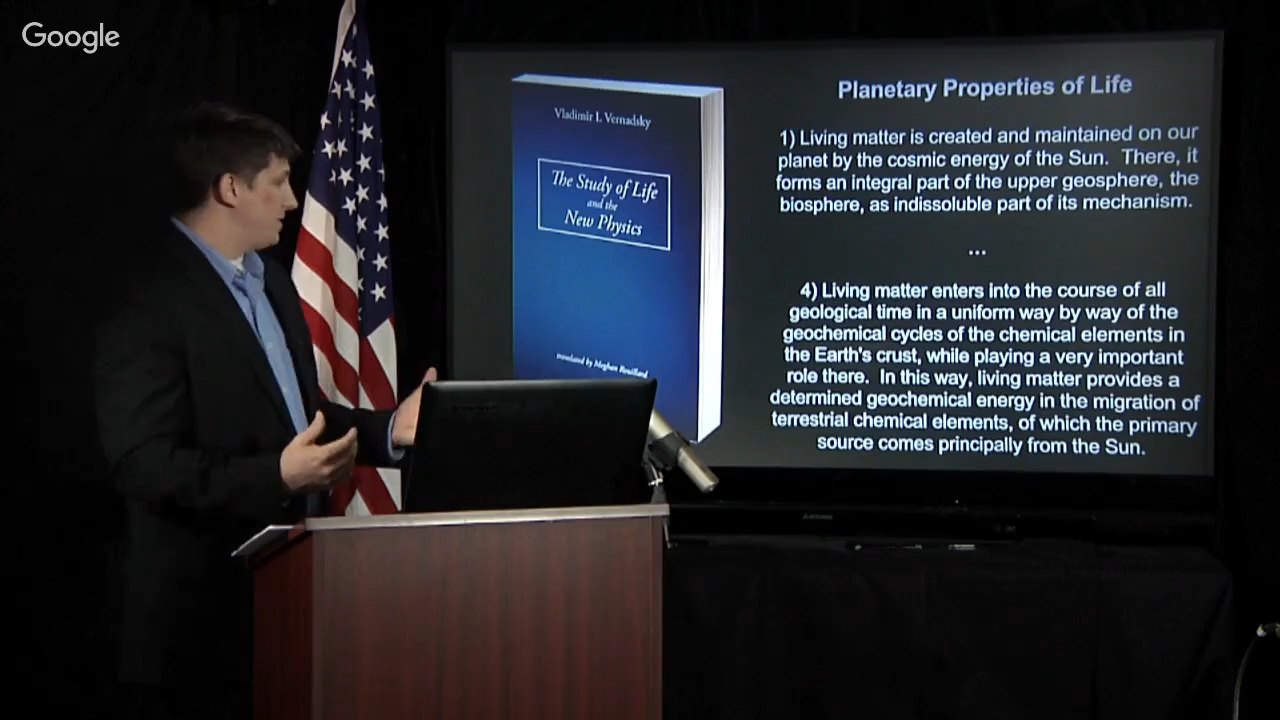 Google
Vladimir I. Vernadsky
The Study of Life
and the
New Physics
translated by Meghan Rouillard
Planetary Properties of Life
1) Living matter is created and maintained on our
planet by the cosmic energy of the Sun. There, it
forms an integral part of the upper geosphere, the
biosphere, as indissoluble part of its mechanism.
...
4) Living matter enters into the course of all
geological time in a uniform way by way of the
geochemical cycles of the chemical elements in
the Earth's crust, while playing a very important
role there. In this way, living matter provides a
determined geochemical energy in the migration of
terrestrial chemical elements, of which the primary
source comes principally from the Sun.